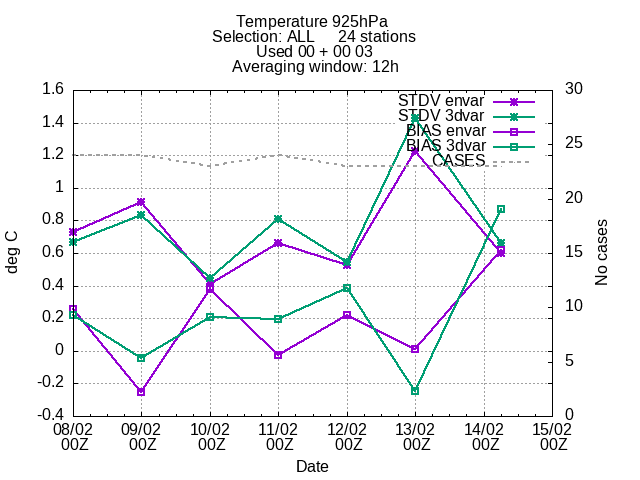 Temperature 925hPa
Selection: ALL 24 stations
Used 00 + 00 03
Averaging window: 12h
STDV envar
STDV 3dvar
BIAS envar
BIAS 3dvar
CASES
deg C
1.6
1.4
1.2
1
0.8
0.6
0.4
0.2
0
-0.2
-0.4
No cases
30
25
20
15
10
5
0
08/02 09/02 10/02 11/02 12/02 13/02 14/02 15/02
00Z 00Z 00Z 00Z 00Z 00Z 00Z 00Z
Date